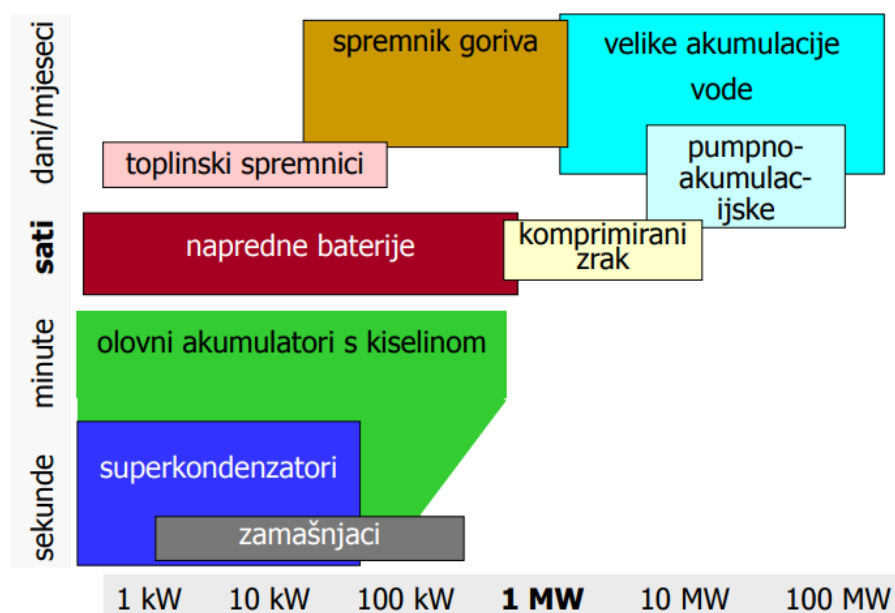 spremnik goriva
velike akumulacije
vode
dani/mjeseci
toplinski spremnici
pumpno-
akumulac-
ijske
sati
napredne baterije
komprimirani
zrak
minute
olovni akumulatori s kiselinom
sekunde
superkondenzatori
zamašnjaci
1 kW 10 kW 100 kW 1 MW 10 MW 100 MW